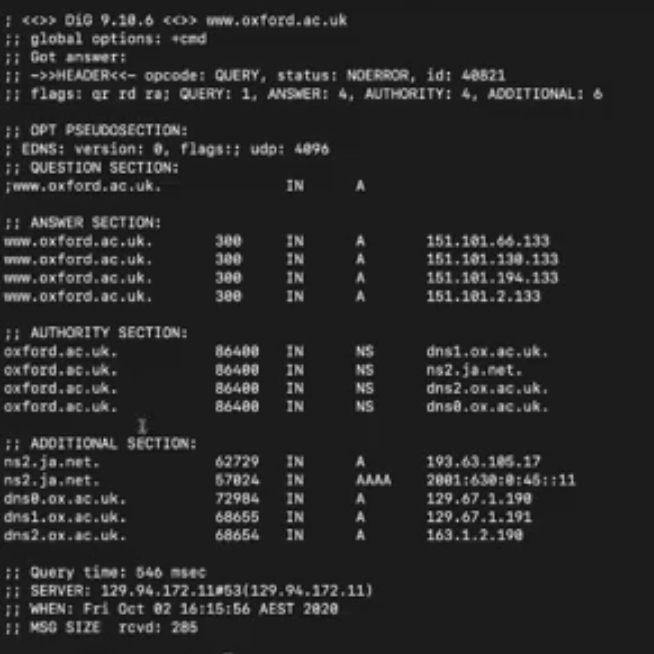 ; <<>> DiG 9.10.6 <<>> www.oxford.ac.uk
;; global options: +cmd
;; Got answer:
;; ->>HEADER<<- opcode: QUERY, status: NOERROR, id: 40821
;; flags: qr rd ra; QUERY: 1, ANSWER: 4, AUTHORITY: 4, ADDITIONAL: 6
;; OPT PSEUDOSECTION:
; EDNS: version: 0, flags:; udp: 4096
;; QUESTION SECTION:
;www.oxford.ac.uk. IN A
;; ANSWER SECTION:
www.oxford.ac.uk. 300 IN A 151.101.66.133
www.oxford.ac.uk. 300 IN A 151.101.130.133
www.oxford.ac.uk. 300 IN A 151.101.194.133
www.oxford.ac.uk. 300 IN A 151.101.2.133
;; AUTHORITY SECTION:
oxford.ac.uk. 86400 IN NS dns1.ox.ac.uk.
oxford.ac.uk. 86400 IN NS ns2.ja.net.
oxford.ac.uk. 86400 IN NS dns2.ox.ac.uk.
oxford.ac.uk. 86400 IN NS dns0.ox.ac.uk.
;; ADDITIONAL SECTION:
ns2.ja.net. 62729 IN A 193.63.105.17
ns2.ja.net. 57024 IN AAAA 2001:630:0:45::11
dns0.ox.ac.uk. 72984 IN A 129.67.1.190
dns1.ox.ac.uk. 68655 IN A 129.67.1.191
dns2.ox.ac.uk. 68654 IN A 163.1.2.190
;; Query time: 546 msec
;; SERVER: 129.94.172.11#53(129.94.172.11)
;; WHEN: Fri Oct 02 16:15:56 AEST 2020
;; MSG SIZE rcvd: 285